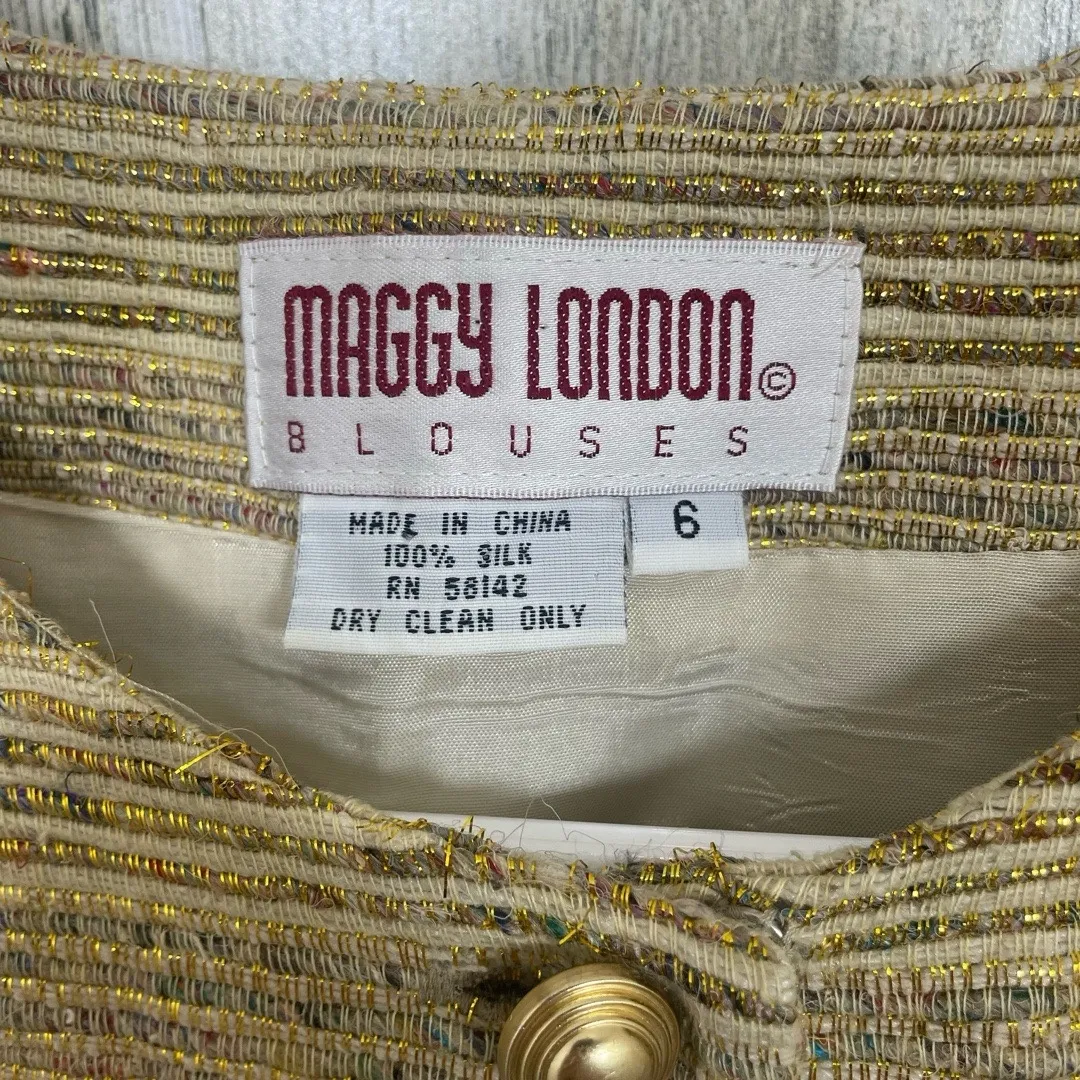 MAGGY LONDON©
BLOUSES
MADE IN CHINA
100% SILK
RN 58142
DRY CLEAN ONLY
6